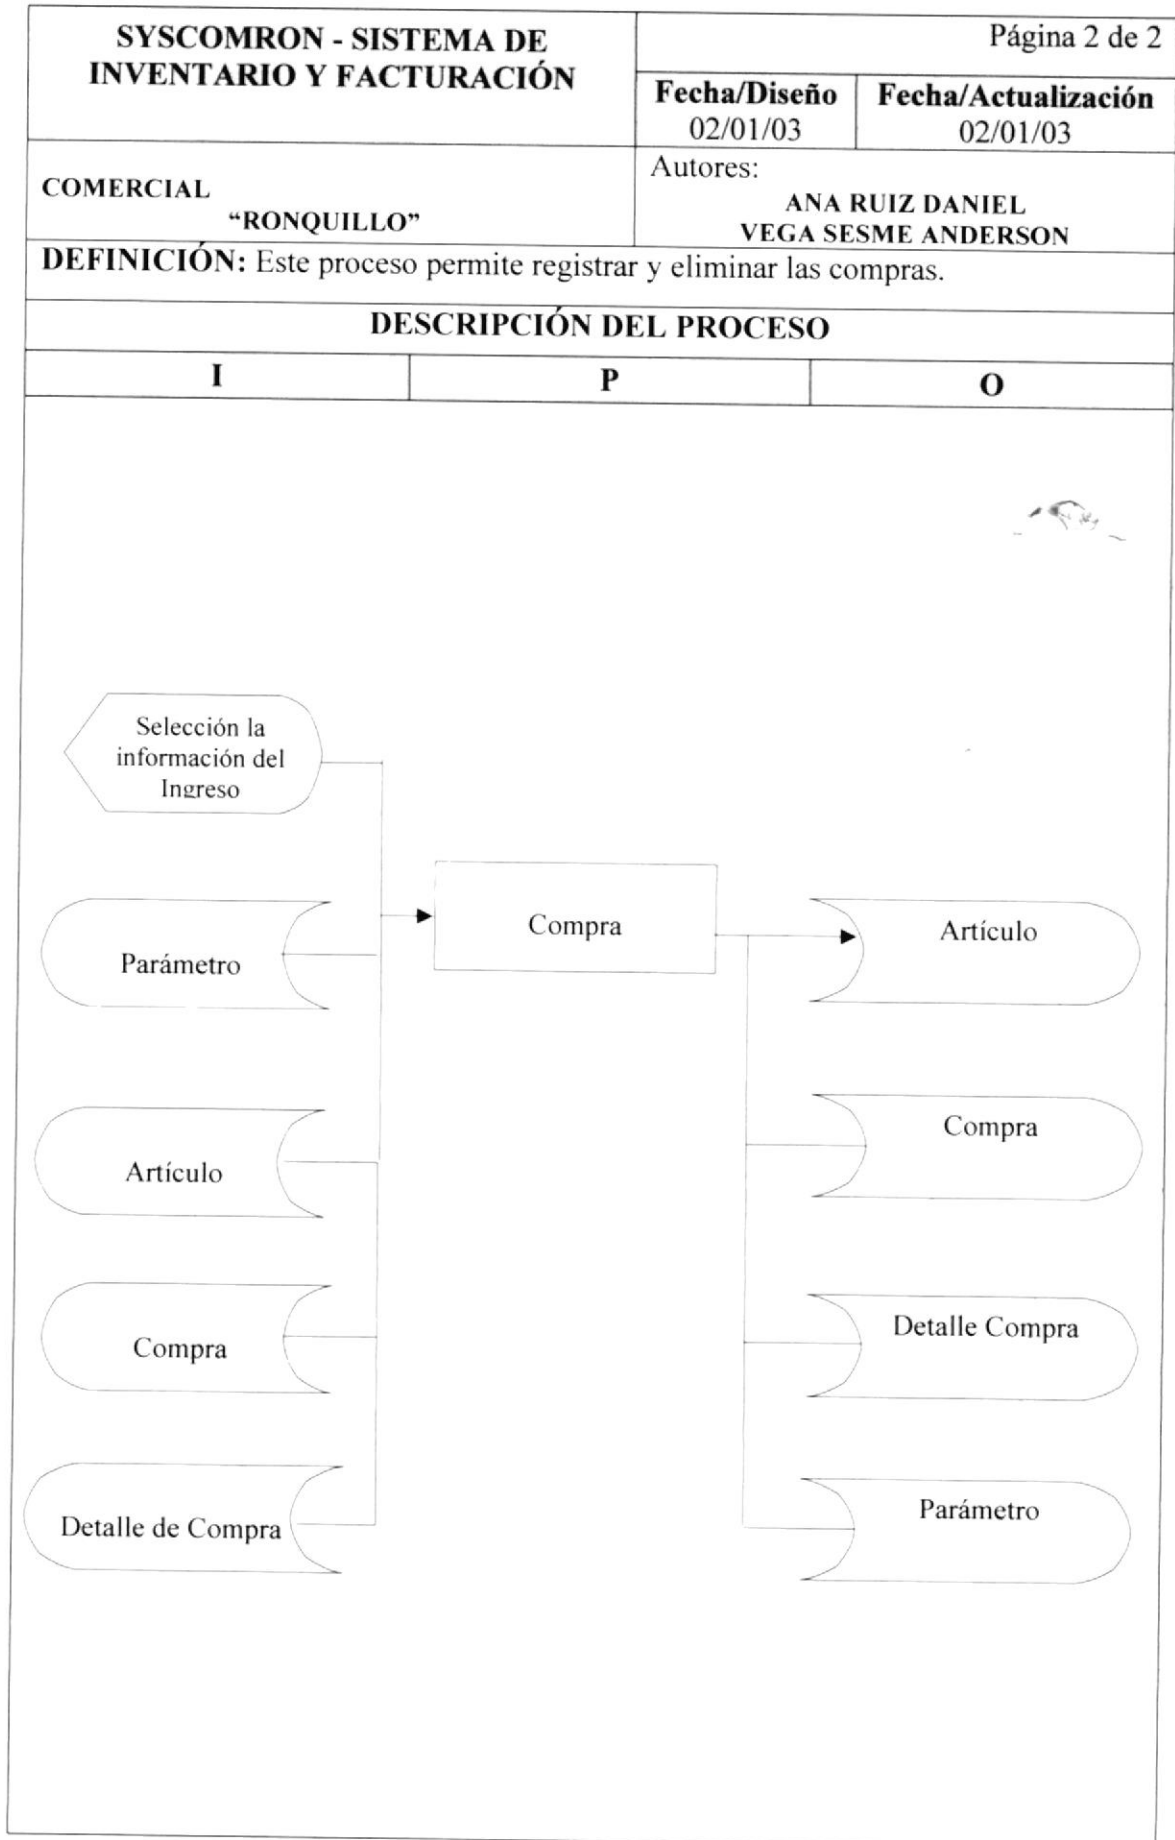 SYSCOMRON - SISTEMA DE
INVENTARIO Y FACTURACIÓN
Página 2 de 2
Fecha/Diseño
02/01/03
Fecha/Actualización
02/01/03
COMERCIAL
“RONQUILLO”
Autores:
ANA RUIZ DANIEL
VEGA SESME ANDERSON
DEFINICIÓN: Este proceso permite registrar y eliminar las compras.
DESCRIPCIÓN DEL PROCESO
I
P
O
Selección la
información del
Ingreso
Parámetro
Artículo
Compra
Detalle de Compra
Compra
Artículo
Compra
Detalle Compra
Parámetro